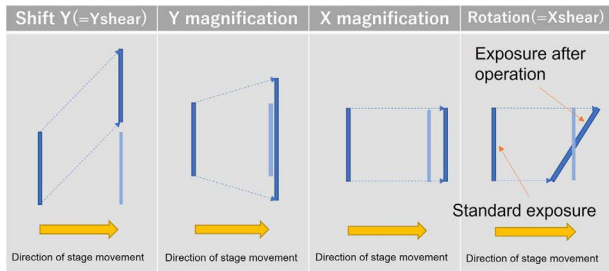 Shift Y(=Yshear)
Y magnification
X magnification
Rotation(=Xshear)
Exposure after
operation
Standard exposure
Direction of stage movement
Direction of stage movement
Direction of stage movement
Direction of stage movement